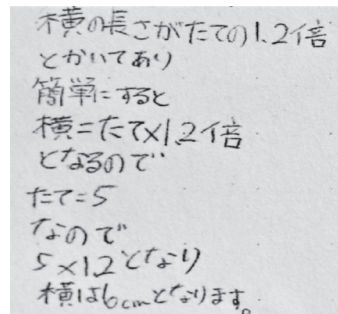 横の長さがたての1.2倍
とかいてあり
簡単にすると
横=たて×1.2倍
となるので
たて=5
なので
5×1.2となり
横は6cmとなります。